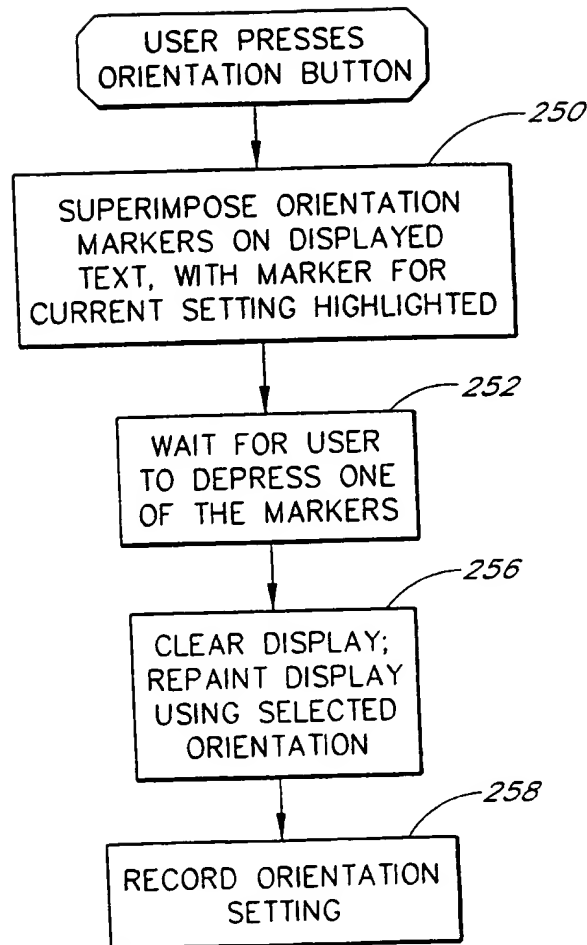 USER PRESSES
ORIENTATION BUTTON
250
SUPERIMPOSE ORIENTATION
MARKERS ON DISPLAYED
TEXT, WITH MARKER FOR
CURRENT SETTING HIGHLIGHTED
252
WAIT FOR USER
TO DEPRESS ONE
OF THE MARKERS
256
CLEAR DISPLAY;
REPAINT DISPLAY
USING SELECTED
ORIENTATION
258
RECORD ORIENTATION
SETTING